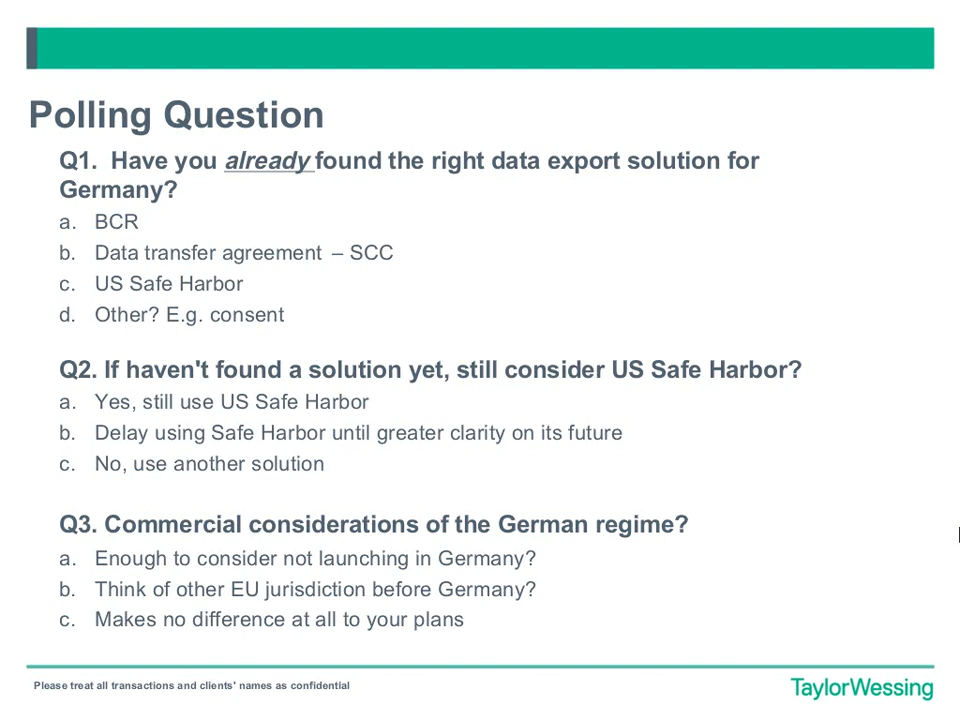 Polling Question
Q1. Have you already found the right data export solution for
Germany?
a. BCR
b. Data transfer agreement – SCC
c. US Safe Harbor
d. Other? E.g. consent
Q2. If haven't found a solution yet, still consider US Safe Harbor?
a. Yes, still use US Safe Harbor
b. Delay using Safe Harbor until greater clarity on its future
c. No, use another solution
Q3. Commercial considerations of the German regime?
a. Enough to consider not launching in Germany?
b. Think of other EU jurisdiction before Germany?
c. Makes no difference at all to your plans
Please treat all transactions and clients' names as confidential
TaylorWessing